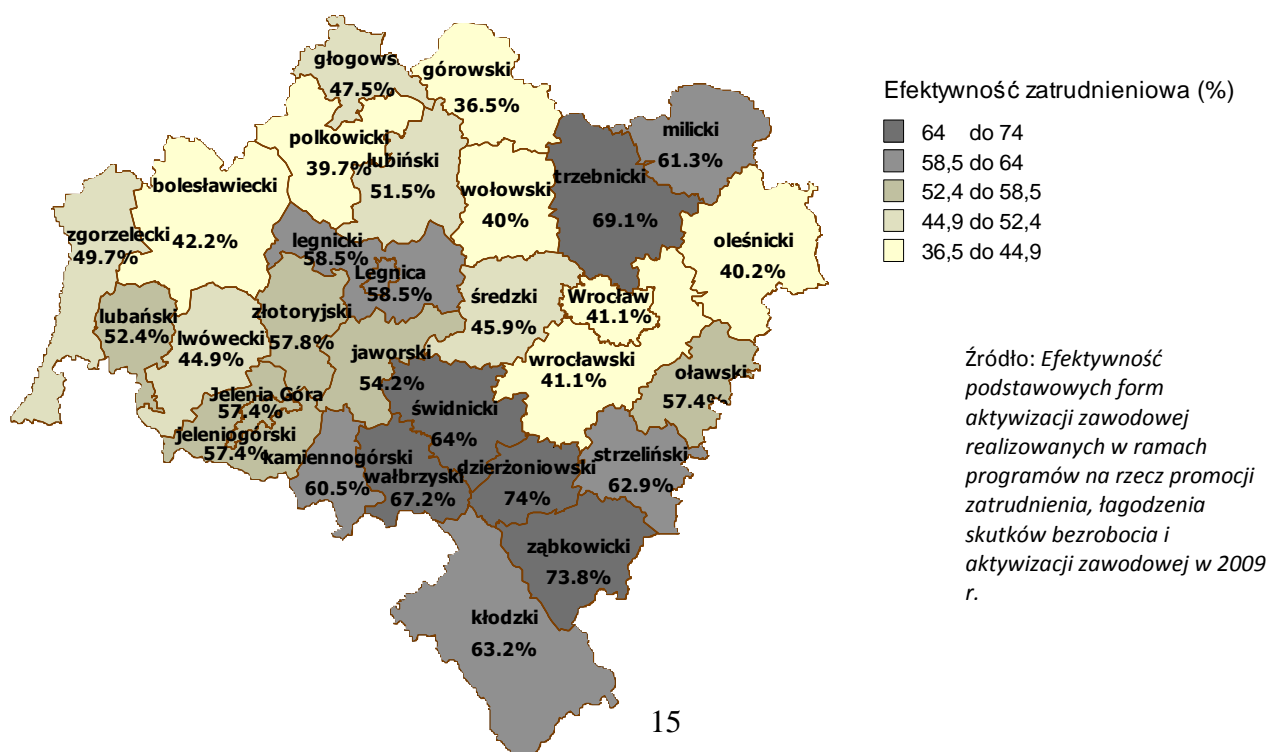 głogows
47.5%
górowski
36.5%
milicki
61.3%
polkowicki
39.7%
lubiński
51.5%
trzebnicki
69.1%
bolesławiecki
42.2%
wołowski
40%
zgorzelecki
49.7%
legnicki
58.5%
Legnica
58.5%
oleśnicki
40.2%
lubański
52.4%
lwówecki
44.9%
złotoryjski
57.8%
średzki
45.9%
Wrocław
41.1%
jaworski
54.2%
wrocławski
41.1%
oławski
57.4%
Jelenia Góra
57.4%
jeleniogórski
57.4%
świdnicki
64%
kamiennogórski
60.5%
wałbrzyski
67.2%
dzierżoniowski
74%
strzeliński
62.9%
ząbkowicki
73.8%
kłodzki
63.2%
Efektywność zatrudnieniowa (%)
64 do 74
58,5 do 64
52,4 do 58,5
44,9 do 52,4
36,5 do 44,9
Źródło: Efektywność
podstawowych form
aktywizacji zawodowej
realizowanych w ramach
programów na rzecz promocji
zatrudnienia, łagodzenia
skutków bezrobocia i
aktywizacji zawodowej w 2009
r.
15